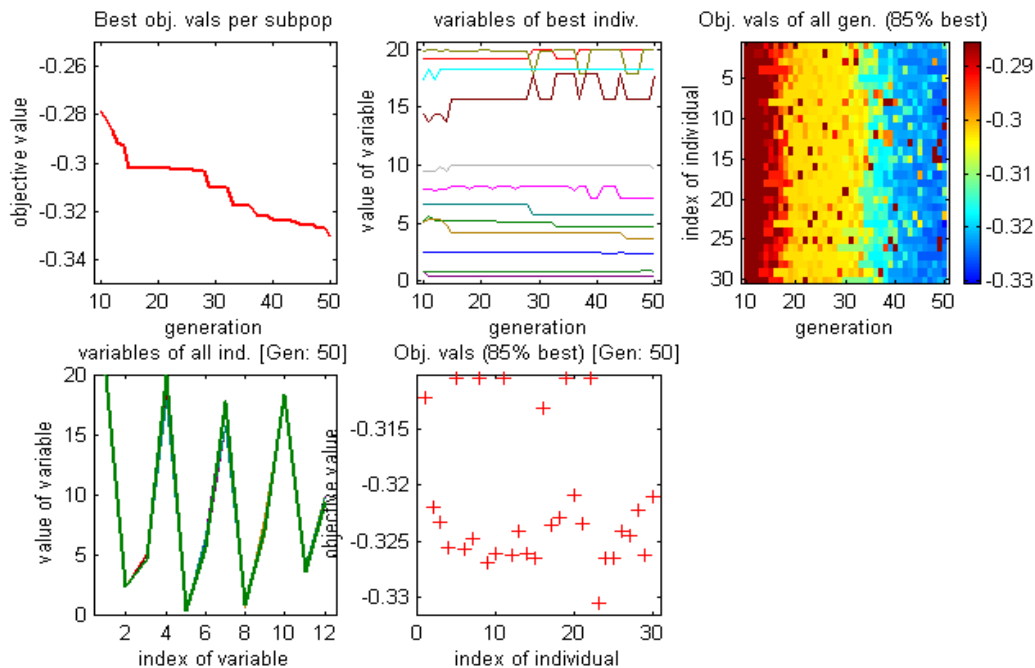 Best obj. vals per subpop
variables of best indiv.
Obj. vals of all gen. (85% best)
objective value
-0.26
-0.28
-0.3
-0.32
-0.34
10 20 30 40 50
generation
value of variable
20
15
10
5
0
10 20 30 40 50
generation
index of individual
5
10
15
20
25
30
10 20 30 40 50
generation
-0.29
-0.3
-0.31
-0.32
-0.33
variables of all ind. [Gen: 50]
Obj. vals (85% best) [Gen: 50]
value of variable
20
15
10
5
0
2 4 6 8 10 12
index of variable
objective value
-0.315
-0.32
-0.325
-0.33
0 10 20 30
index of individual